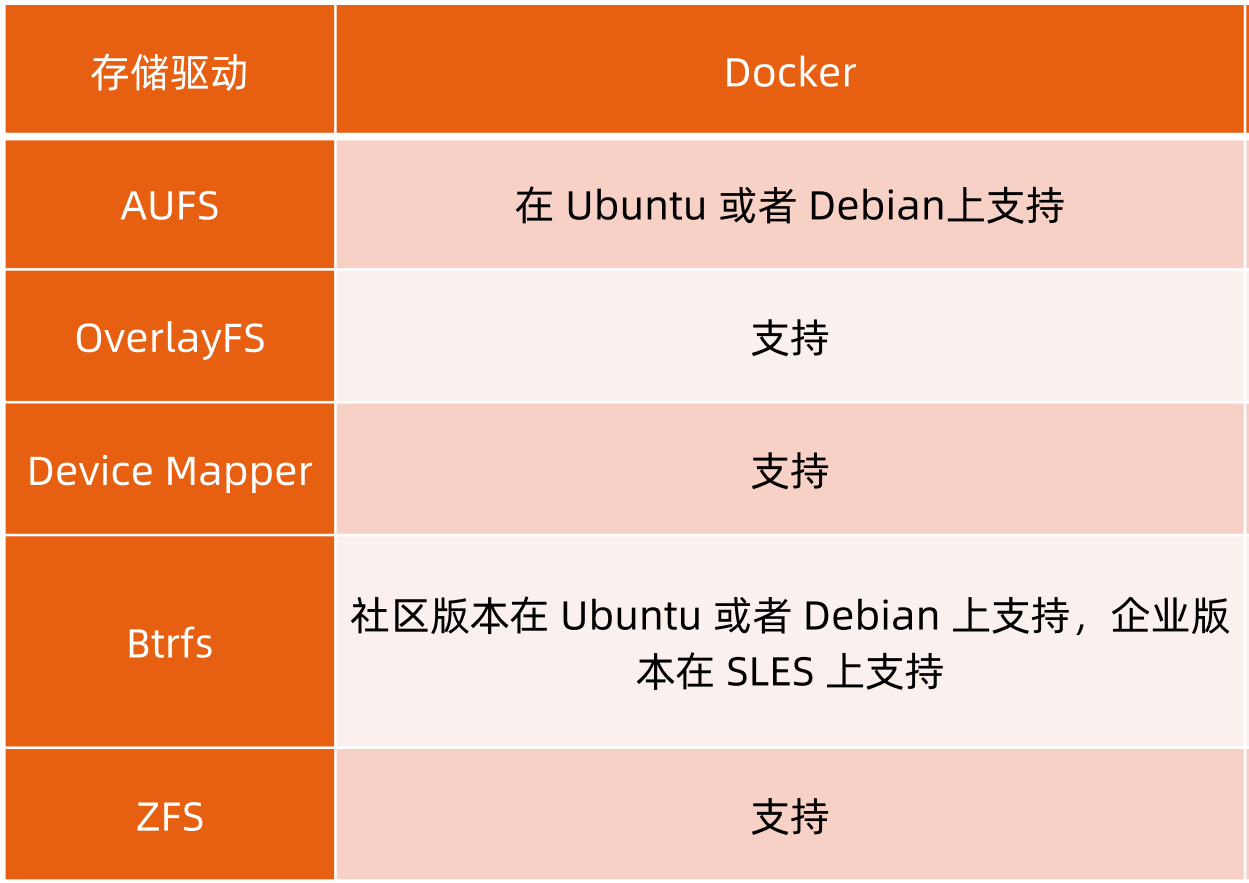 存储驱动
Docker
AUFS
在 Ubuntu 或者 Debian上支持
OverlayFS
支持
Device Mapper
支持
Btrfs
社区版本在 Ubuntu 或者 Debian 上支持，企业版
本在 SLES 上支持
ZFS
支持